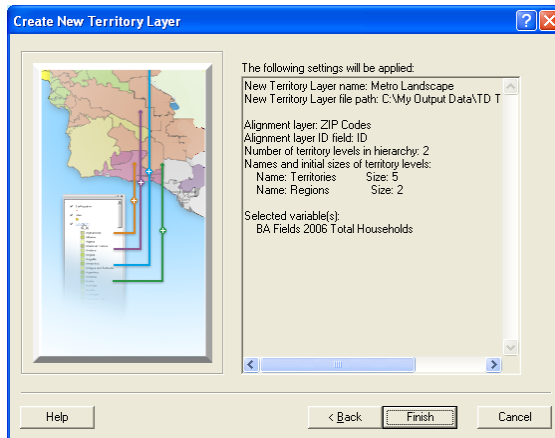 Create New Territory Layer
The following settings will be applied:
New Territory Layer name: Metro Landscape
New Territory Layer file path: C:\My Output Data\TD T
Alignment layer: ZIP Codes
Alignment layer ID field: ID
Number of territory levels in hierarchy: 2
Names and initial sizes of territory levels:
Name: Territories Size: 5
Name: Regions Size: 2
Selected variable(s):
BA Fields 2006 Total Households
Help
< Back
Finish
Cancel